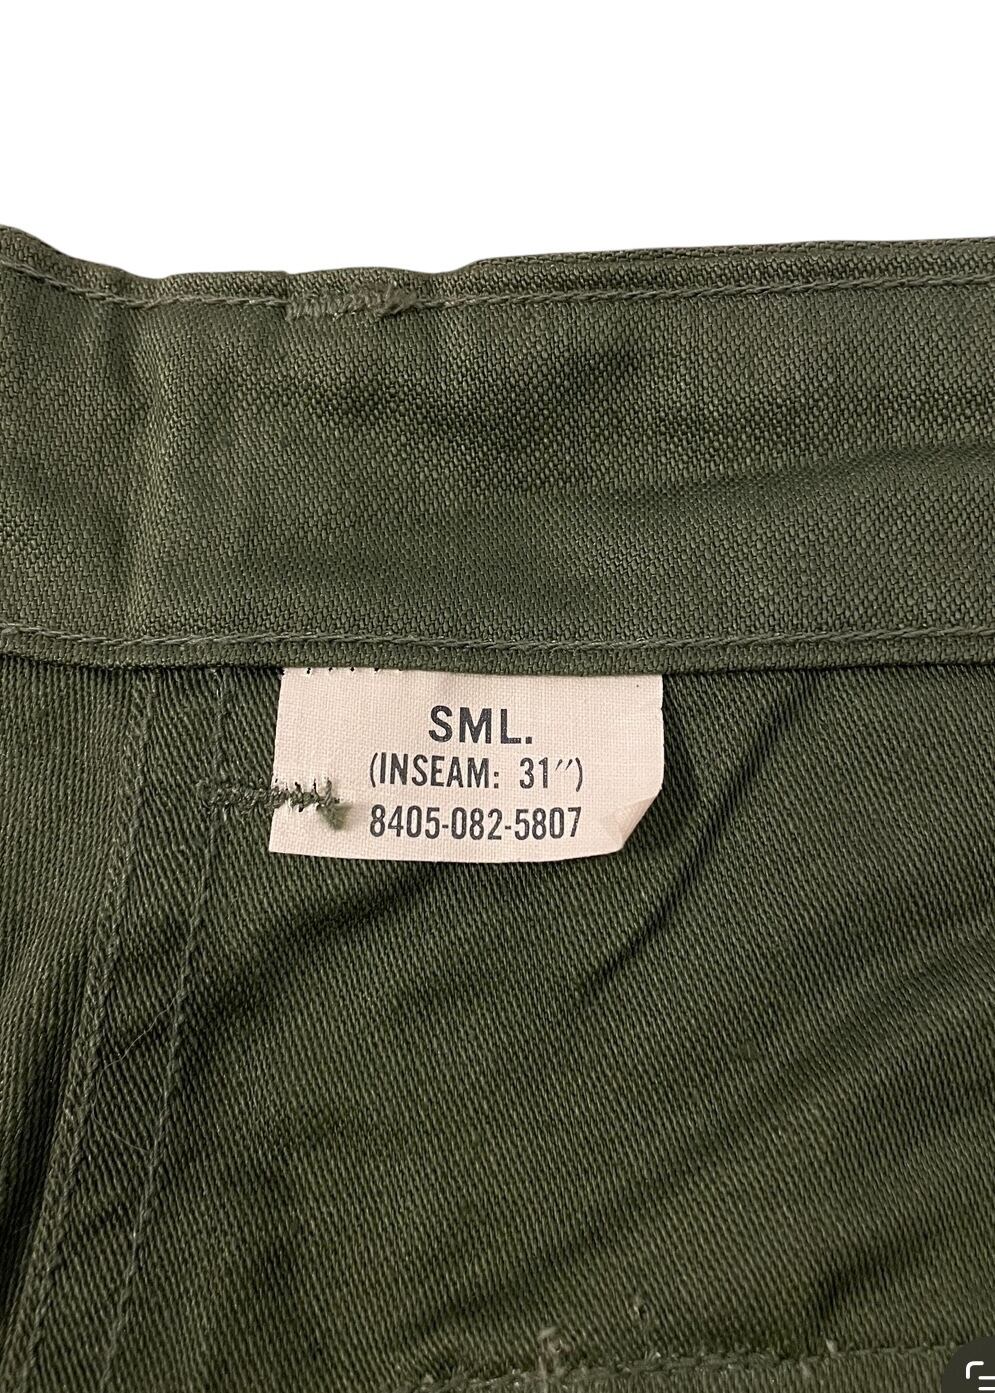 SML.
(INSEAM: 31″)
8405-082-5807